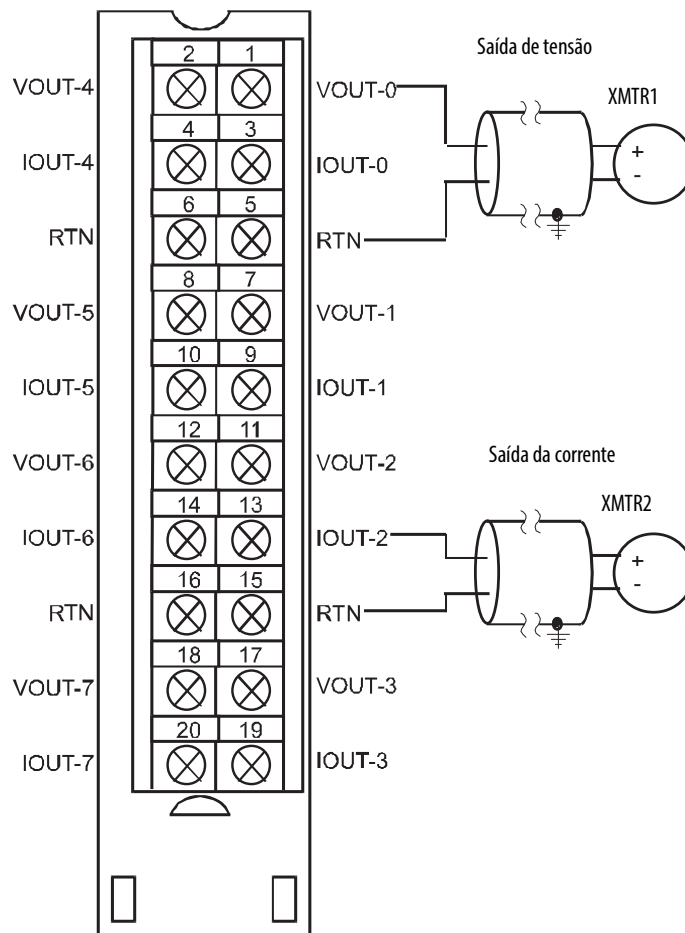 Saída de tensão
2 1
VOUT-4 VOUT-0 XMTR1
+
4 3
IOUT-4 IOUT-0
-
6 5
RTN RTN
8 7
VOUT-5 VOUT-1
10 9
IOUT-5 IOUT-1
12 11
VOUT-6 VOUT-2
Saída da corrente
14 13
XMTR2
IOUT-6 IOUT-2
+
16 15
-
RTN RTN
18 17
VOUT-7 VOUT-3
20 19
IOUT-7 IOUT-3